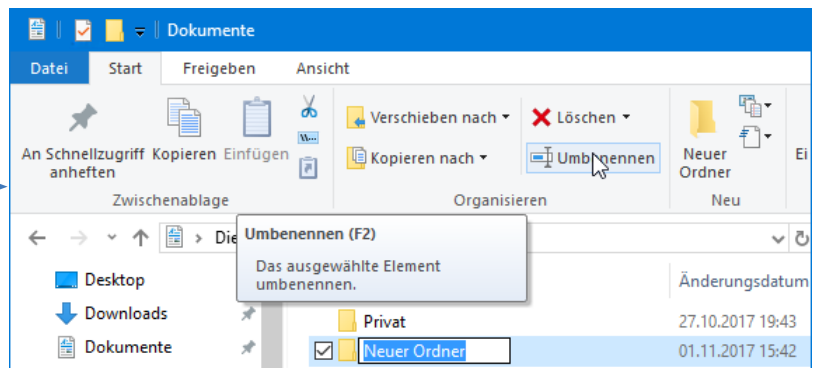 Dokumente
Datei Start Freigeben Ansicht
An Schnellzugriff anheften
Kopieren
Einfügen
Verschieben nach
Kopieren nach
Löschen
Umbenennen
Neuer Ordner
Zwischenablage Organisieren Neu
Umbenennen (F2)
Das ausgewählte Element
umbenennen.
Desktop
Downloads
Dokumente
Änderungsdatum
Privat 27.10.2017 19:43
Neuer Ordner 01.11.2017 15:42